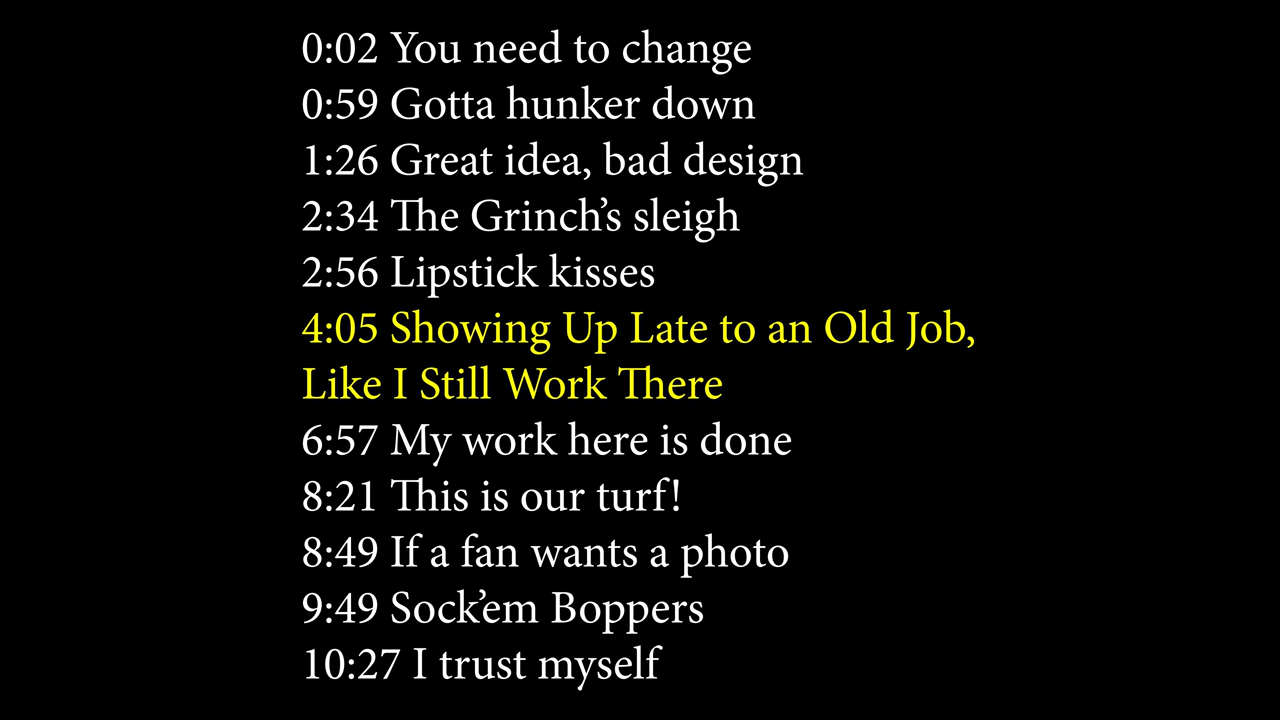 0:02 You need to change
0:59 Gotta hunker down
1:26 Great idea, bad design
2:34 The Grinch’s sleigh
2:56 Lipstick kisses
4:05 Showing Up Late to an Old Job,
Like I Still Work There
6:57 My work here is done
8:21 This is our turf!
8:49 If a fan wants a photo
9:49 Sock’em Boppers
10:27 I trust myself